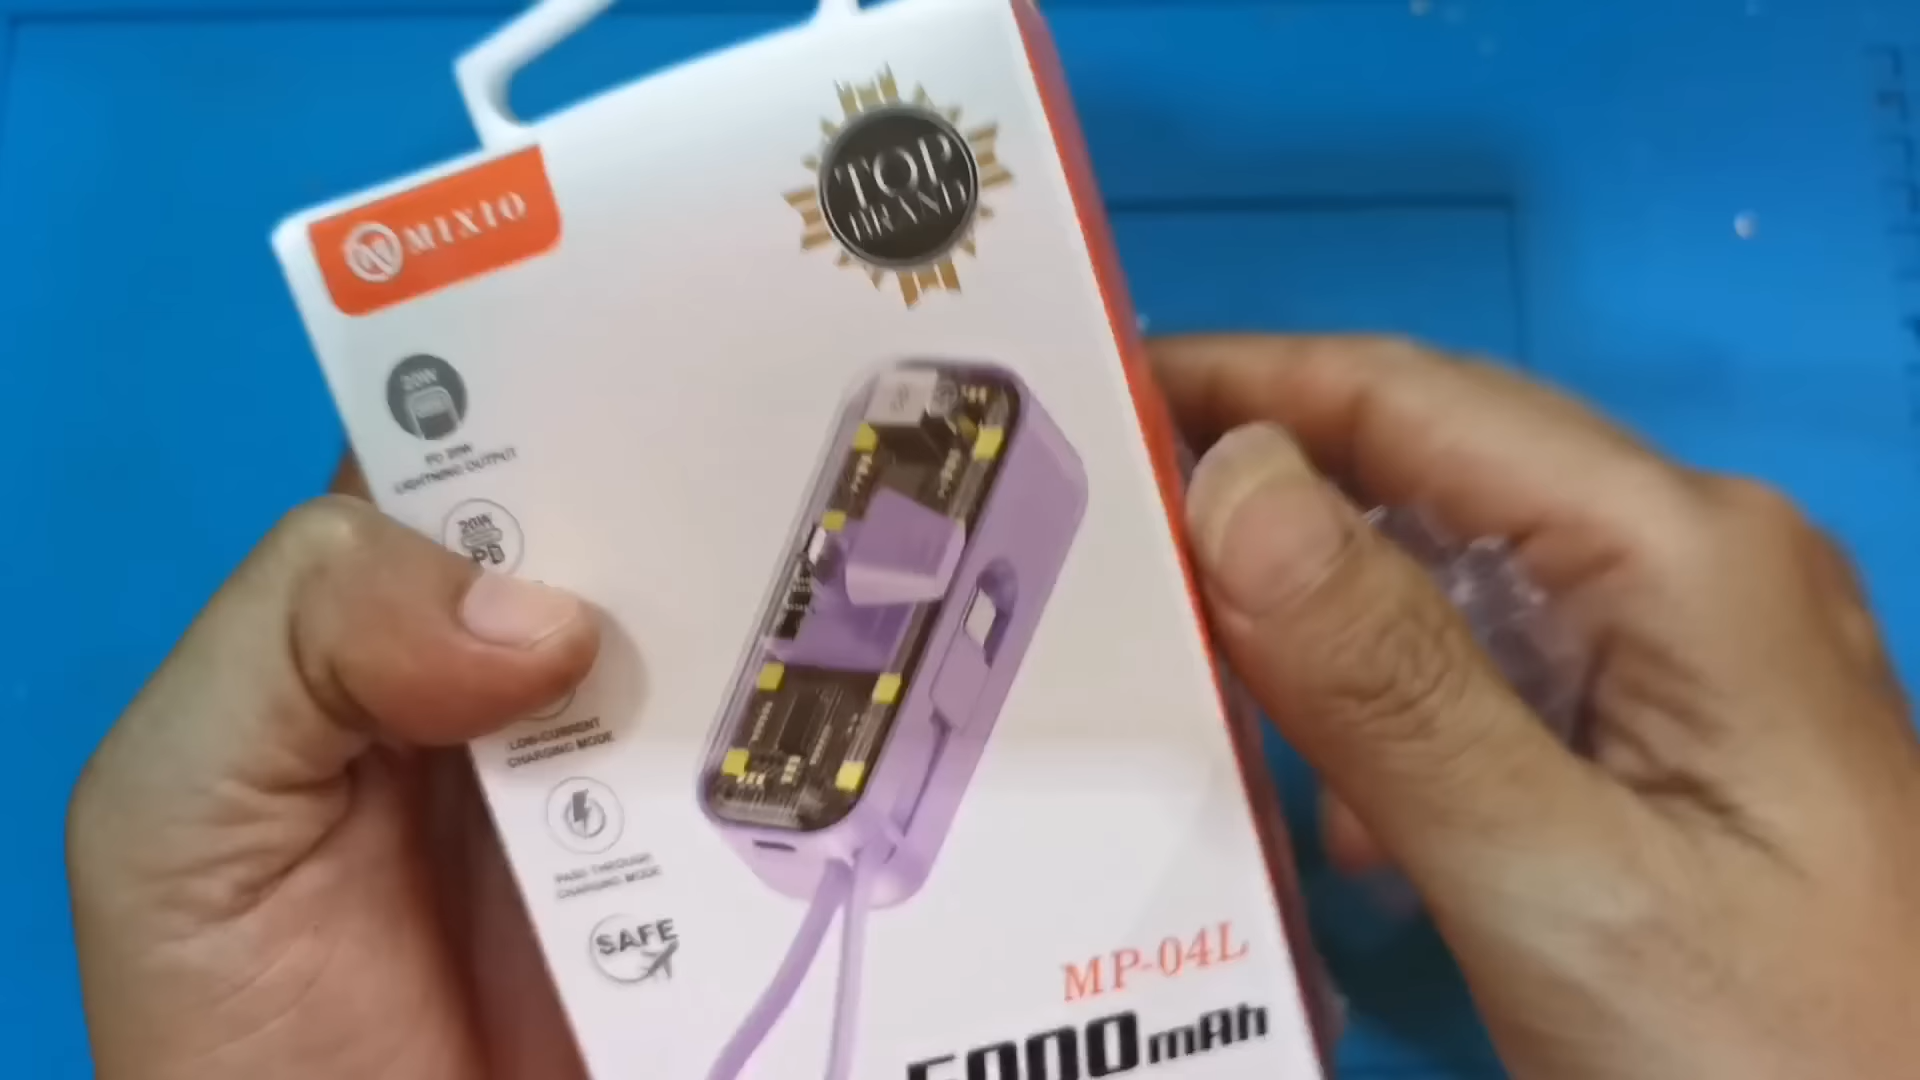 MIXIO
TOP
BRAND
20W
PD 20W
LIGHTNING OUTPUT
20W
PD
LOW-CURRENT
CHARGING MODE
PASS THROUGH
CHARGING MODE
SAFE
MP-04L
5000mAh